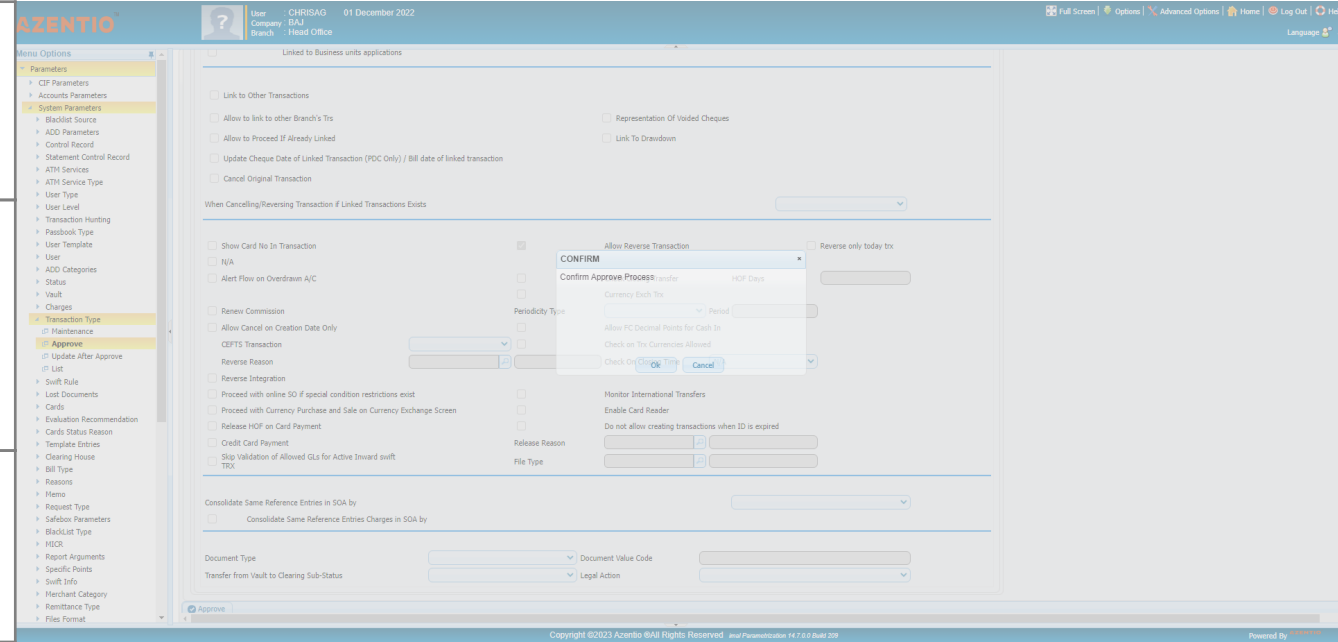 AZENTIO
User : CHRISAG 01 December 2022
Company : BAJ
Branch : Head Office
Full Screen | Options | Advanced Options | Home | Log Out | He
Language
Menu Options
Parameters
CIF Parameters
Accounts Parameters
System Parameters
Blacklist Source
ADD Parameters
Control Record
Statement Control Record
ATM Services
ATM Service Type
User Type
User Level
Transaction Hunting
Passbook Type
User Template
User
ADD Categories
Status
Vault
Charges
Transaction Type
Maintenance
Approve
Update After Approve
List
Swift Rule
Lost Documents
Cards
Evaluation Recommendation
Cards Status Reason
Template Entries
Clearing House
Bill Type
Reasons
Memo
Request Type
Safebox Parameters
BlackList Type
MICR
Report Arguments
Specific Points
Swift Info
Merchant Category
Remittance Type
Files Format
Linked to Business units applications
Link to Other Transactions
Allow to link to other Branch's Trs Representation Of Voided Cheques
Allow to Proceed If Already Linked Link To Drawdown
Update Cheque Date of Linked Transaction (PDC Only) / Bill date of linked transaction
Cancel Original Transaction
When Cancelling/Reversing Transaction if Linked Transactions Exists
Show Card No In Transaction Allow Reverse Transaction Reverse only today trx
N/A
CONFIRM ×
Alert Flow on Overdrawn A/C Confirm Approve Process Transfer HOF Days
Currency Exch Trx
Renew Commission Periodicity Type Period
Allow Cancel on Creation Date Only Allow FC Decimal Points for Cash In
CEFTS Transaction Check on Trx Currencies Allowed
Reverse Reason Check On Closing Time
Ok Cancel
Reverse Integration
Proceed with online SO if special condition restrictions exist Monitor International Transfers
Proceed with Currency Purchase and Sale on Currency Exchange Screen Enable Card Reader
Release HOF on Card Payment Do not allow creating transactions when ID is expired
Credit Card Payment Release Reason
Skip Validation of Allowed GLs for Active Inward swift
TRX File Type
Consolidate Same Reference Entries in SOA by
Consolidate Same Reference Entries Charges in SOA by
Document Type Document Value Code
Transfer from Vault to Clearing Sub-Status Legal Action
Approve
Copyright ©2023 Azentio ®All Rights Reserved imal Parametrization 14.7.0.0 Build 209
Powered By AZENTIO